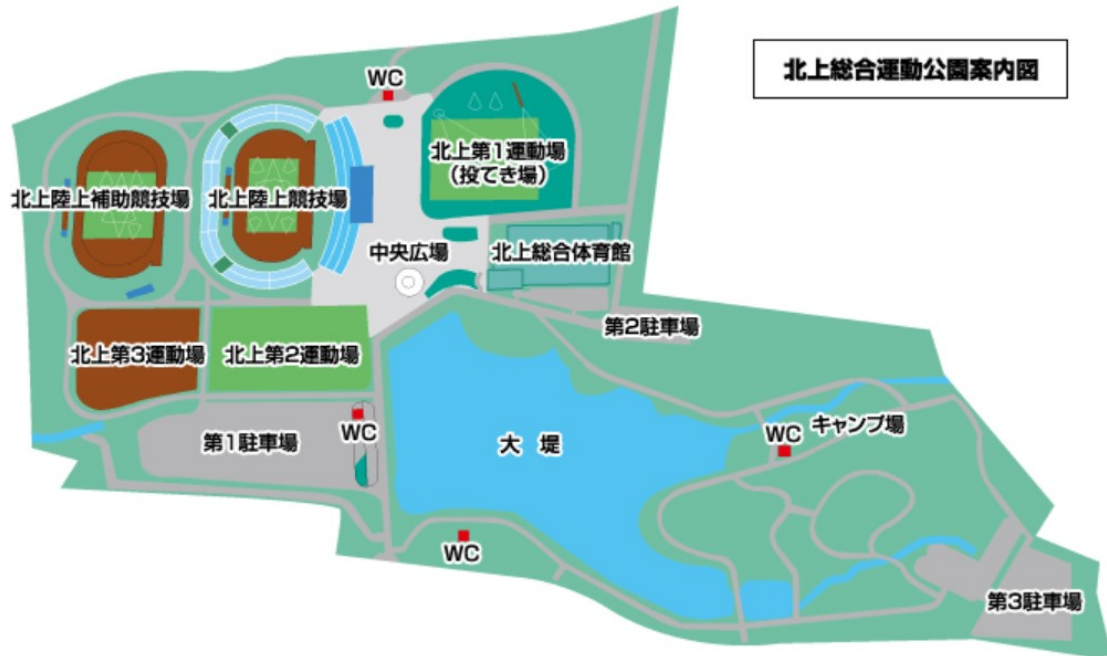 北上総合運動公園案内図
WC
北上第1運動場
（投てき場）
北上陸上補助競技場
北上陸上競技場
中央広場
北上総合体育館
第2駐車場
北上第3運動場
北上第2運動場
第1駐車場
WC
大 堤
WC
キャンプ場
WC
第3駐車場